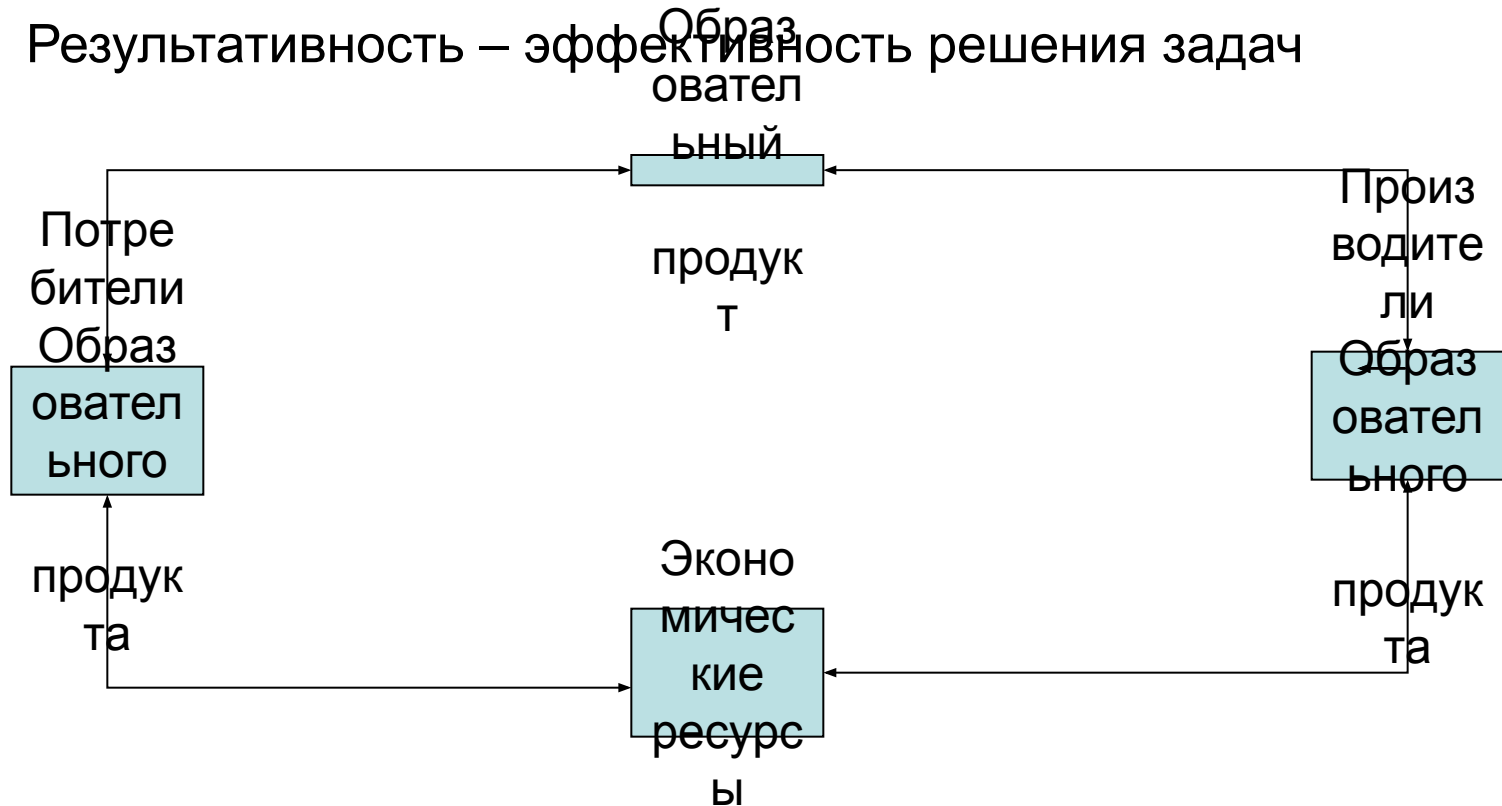 Результативность – эффективность решения задач
Образ
овател
ьный
продук
т
Потре
бители
Образ
овател
ьного
продук
та
Произ
водите
ли
Образ
овател
ьного
продук
та
Эконо
мичес
кие
ресурс
ы